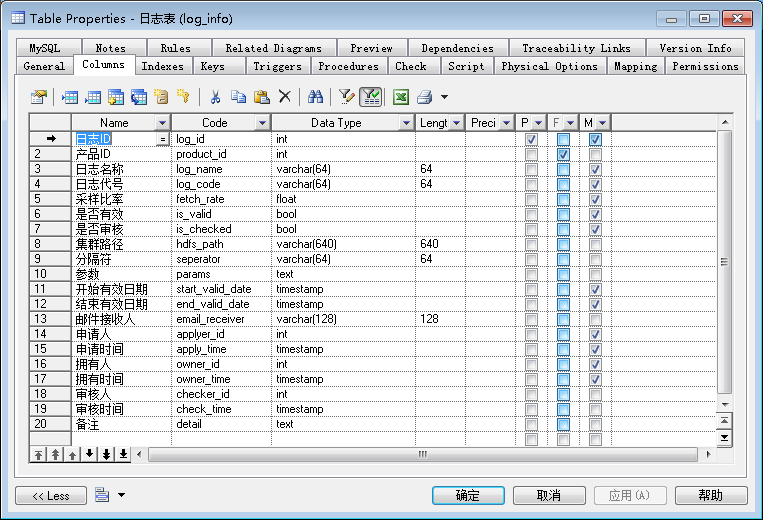 Table Properties - 日志表 (log_info)
MySQL Notes Rules Related Diagrams Preview Dependencies Traceability Links Version Info
General Columns Indexes Keys Triggers Procedures Check Script Physical Options Mapping Permissions
Name Code Data Type Lengt Preci P F M
日志ID = log_id int
2 产品ID product_id int
3 日志名称 log_name varchar(64) 64
4 日志代号 log_code varchar(64) 64
5 采样比率 fetch_rate float
6 是否有效 is_valid bool
7 是否审核 is_checked bool
8 集群路径 hdfs_path varchar(640) 640
9 分隔符 seperator varchar(64) 64
10 参数 params text
11 开始有效日期 start_valid_date timestamp
12 结束有效日期 end_valid_date timestamp
13 邮件接收人 email_receiver varchar(128) 128
14 申请人 applyer_id int
15 申请时间 apply_time timestamp
16 拥有人 owner_id int
17 拥有时间 owner_time timestamp
18 审核人 checker_id int
19 审核时间 check_time timestamp
20 备注 detail text
<< Less 确定 取消 应用(A) 帮助